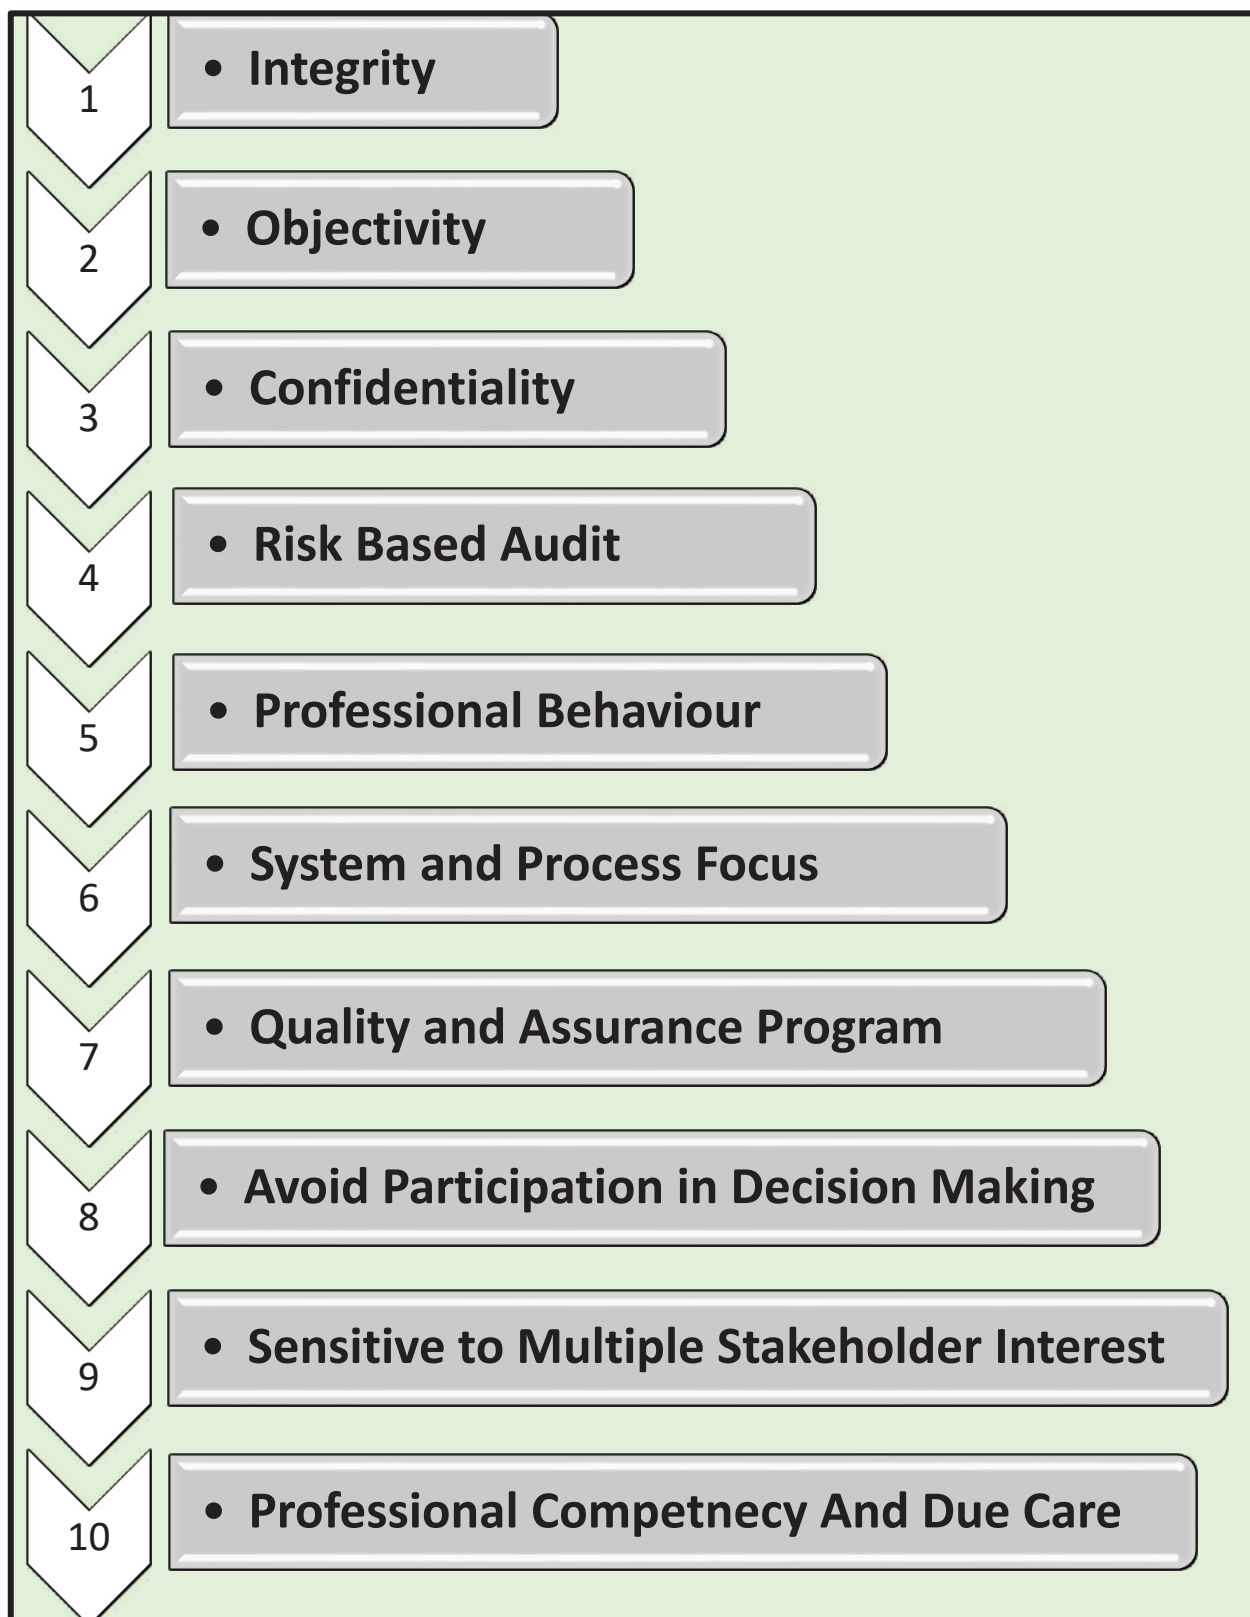 1
• Integrity
2
• Objectivity
3
• Confidentiality
4
• Risk Based Audit
5
• Professional Behaviour
6
• System and Process Focus
7
• Quality and Assurance Program
8
• Avoid Participation in Decision Making
9
• Sensitive to Multiple Stakeholder Interest
10
• Professional Competnecy And Due Care